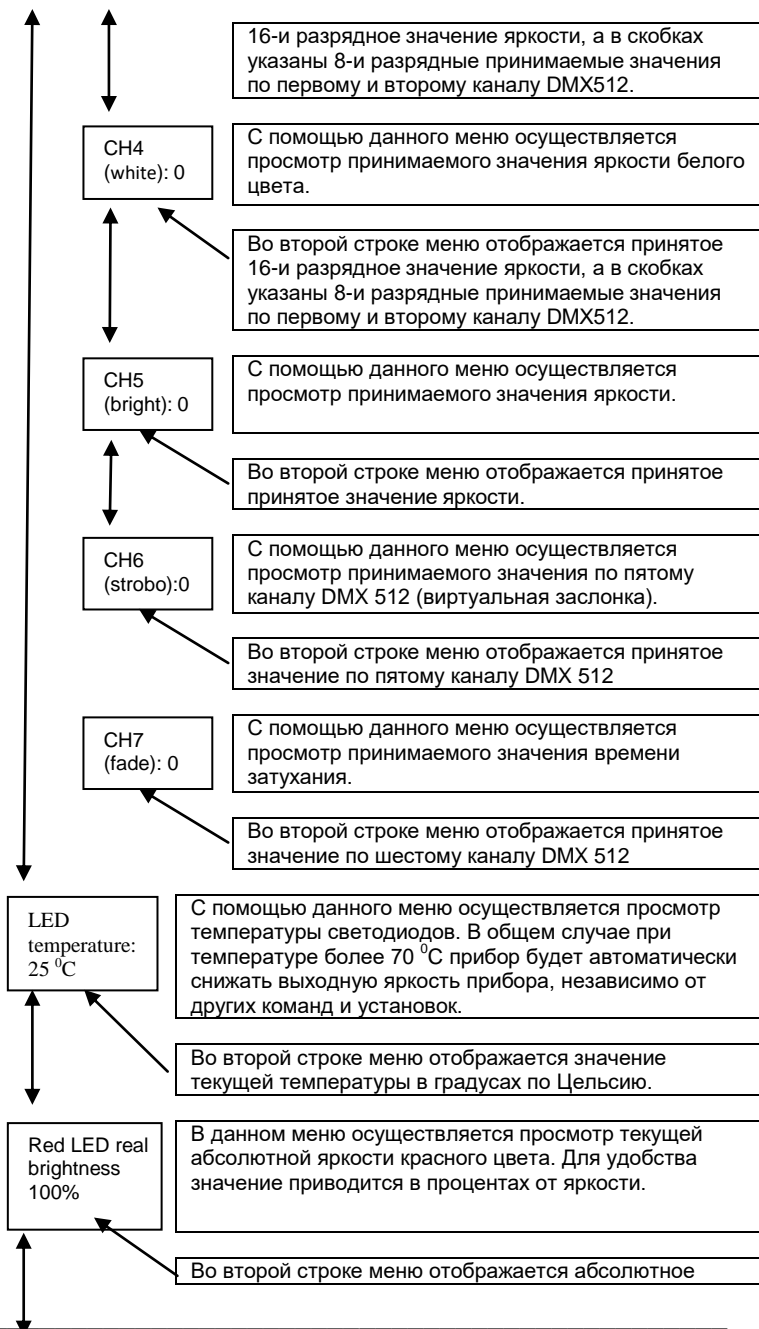 16-и разрядное значение яркости, а в скобках
указаны 8-и разрядные принимаемые значения
по первому и второму каналу DMX512.
CH4
(white): 0
С помощью данного меню осуществляется
просмотр принимаемого значения яркости белого
цвета.
Во второй строке меню отображается принятое
16-и разрядное значение яркости, а в скобках
указаны 8-и разрядные принимаемые значения
по первому и второму каналу DMX512.
CH5
(bright): 0
С помощью данного меню осуществляется
просмотр принимаемого значения яркости.
Во второй строке меню отображается принятое
принятое значение яркости.
CH6
(strobo):0
С помощью данного меню осуществляется
просмотр принимаемого значения по пятому
каналу DMX 512 (виртуальная заслонка).
Во второй строке меню отображается принятое
значение по пятому каналу DMX 512
CH7
(fade): 0
С помощью данного меню осуществляется
просмотр принимаемого значения времени
затухания.
Во второй строке меню отображается принятое
значение по шестому каналу DMX 512
LED
temperature:
25 ⁰C
С помощью данного меню осуществляется просмотр
температуры светодиодов. В общем случае при
температуре более 70 ⁰С прибор будет автоматически
снижать выходную яркость прибора, независимо от
других команд и установок.
Во второй строке меню отображается значение
текущей температуры в градусах по Цельсию.
Red LED real
brightness
100%
В данном меню осуществляется просмотр текущей
абсолютной яркости красного цвета. Для удобства
значение приводится в процентах от яркости.
Во второй строке меню отображается абсолютное